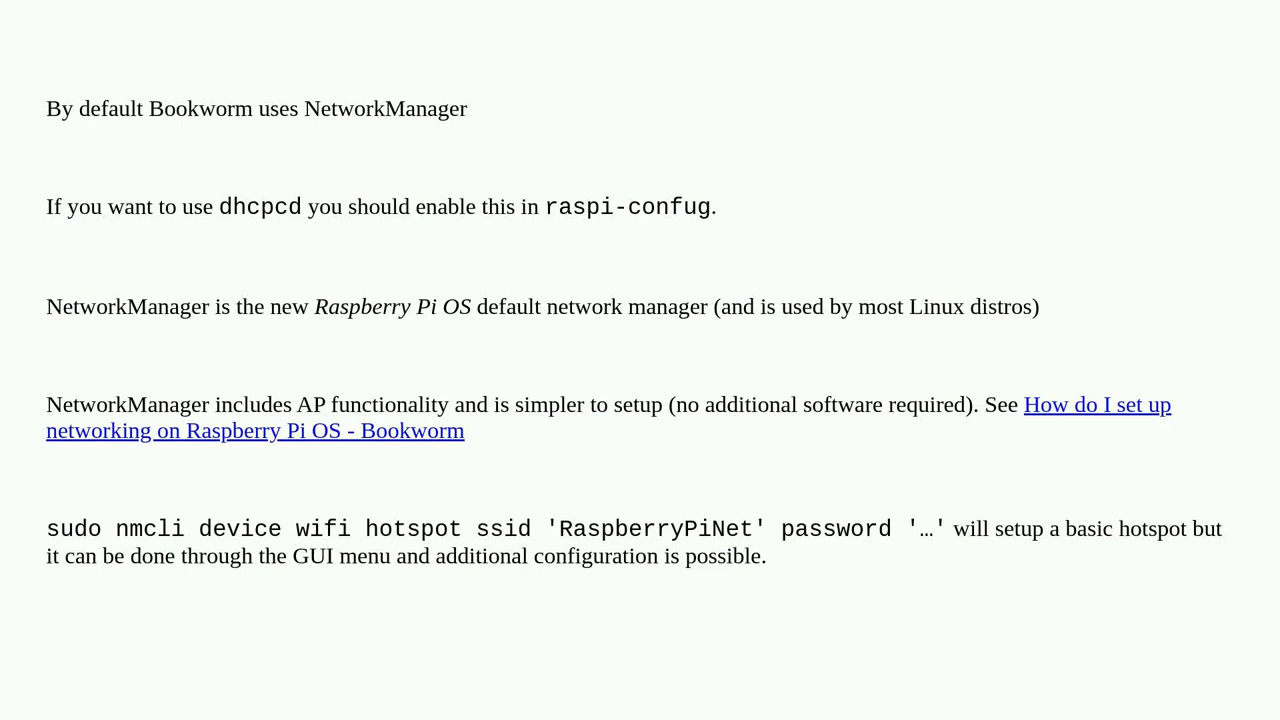 By default Bookworm uses NetworkManager
If you want to use dhcpcd you should enable this in raspi-confug.
NetworkManager is the new Raspberry Pi OS default network manager (and is used by most Linux distros)
NetworkManager includes AP functionality and is simpler to setup (no additional software required). See How do I set up
networking on Raspberry Pi OS - Bookworm
sudo nmcli device wifi hotspot ssid 'RaspberryPiNet' password '…' will setup a basic hotspot but
it can be done through the GUI menu and additional configuration is possible.